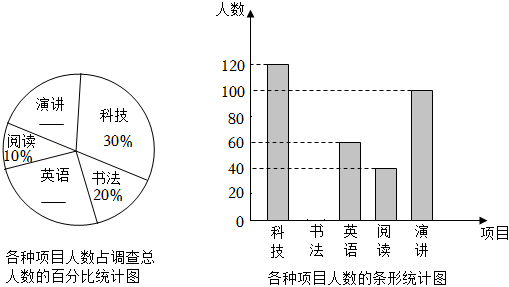 演讲
科技
30%
阅读
10%
英语
书法
20%
各种项目人数占调查总
人数的百分比统计图
人数
120
100
80
60
40
20
0
科技
书法
英语
阅读
演讲
项目
各种项目人数的条形统计图